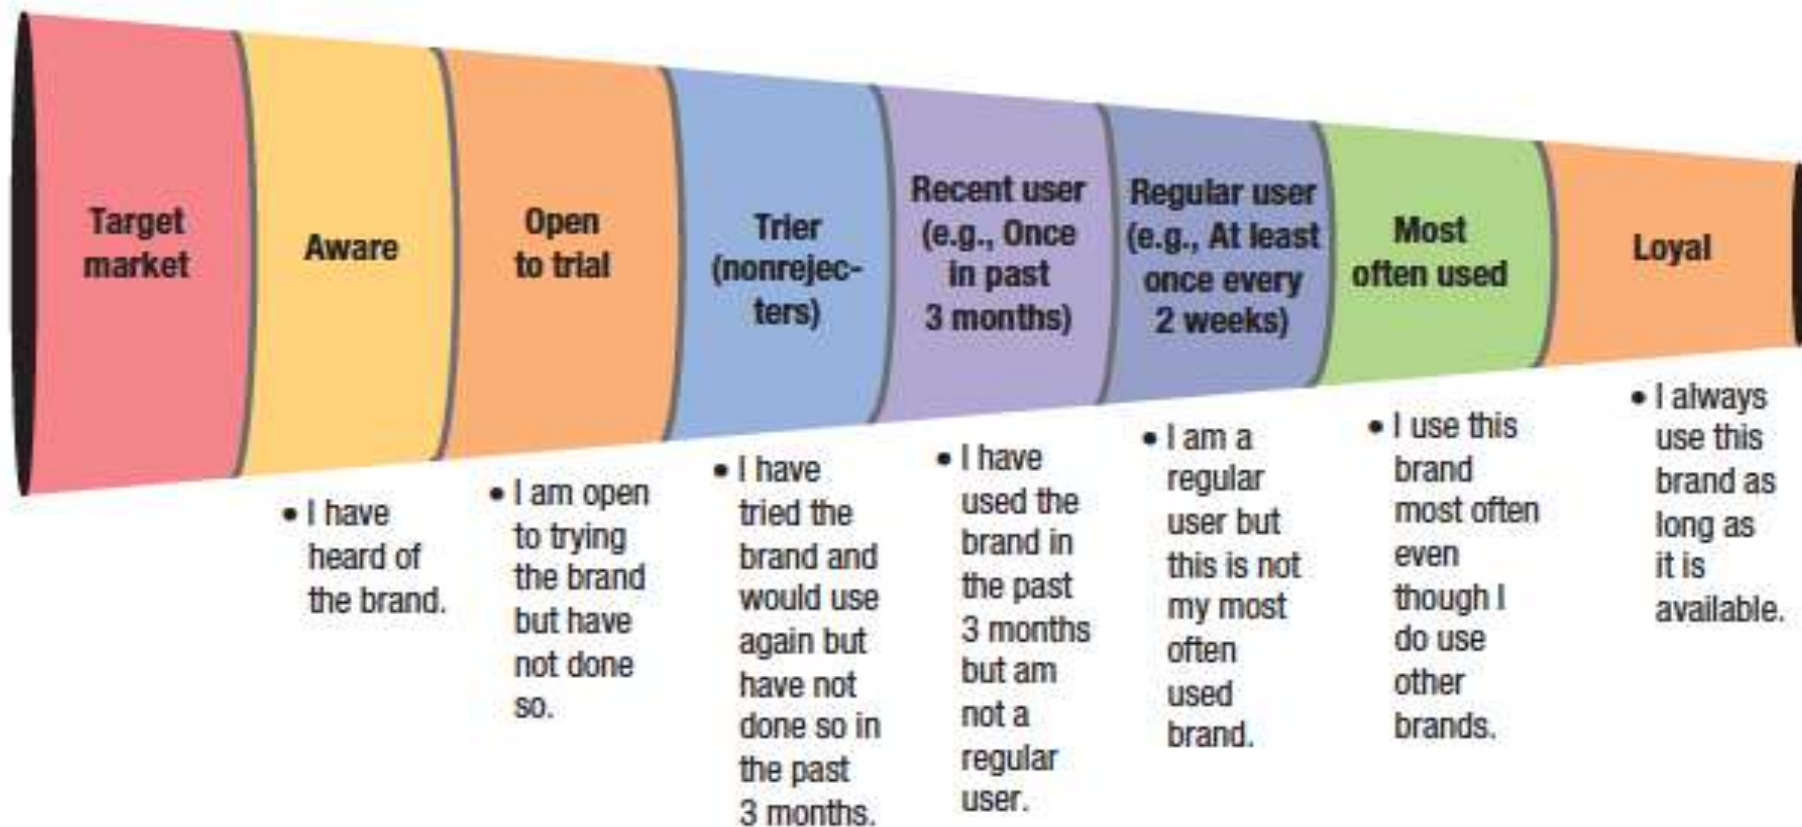 Target
market
Aware
Open
to trial
Trier
(nonrejec-
ters)
Recent user
(e.g., Once
in past
3 months)
Regular user
(e.g., At least
once every
2 weeks)
Most
often used
Loyal
• I have
heard of
the brand.
• I am open
to trying
the brand
but have
not done
so.
• I have
tried the
brand and
would use
again but
have not
done so in
the past
3 months.
• I have
used the
brand in
the past
3 months
but am
not a
regular
user.
• I am a
regular
user but
this is not
my most
often
used
brand.
• I use this
brand
most often
even
though I
do use
other
brands.
• I always
use this
brand as
long as
it is
available.